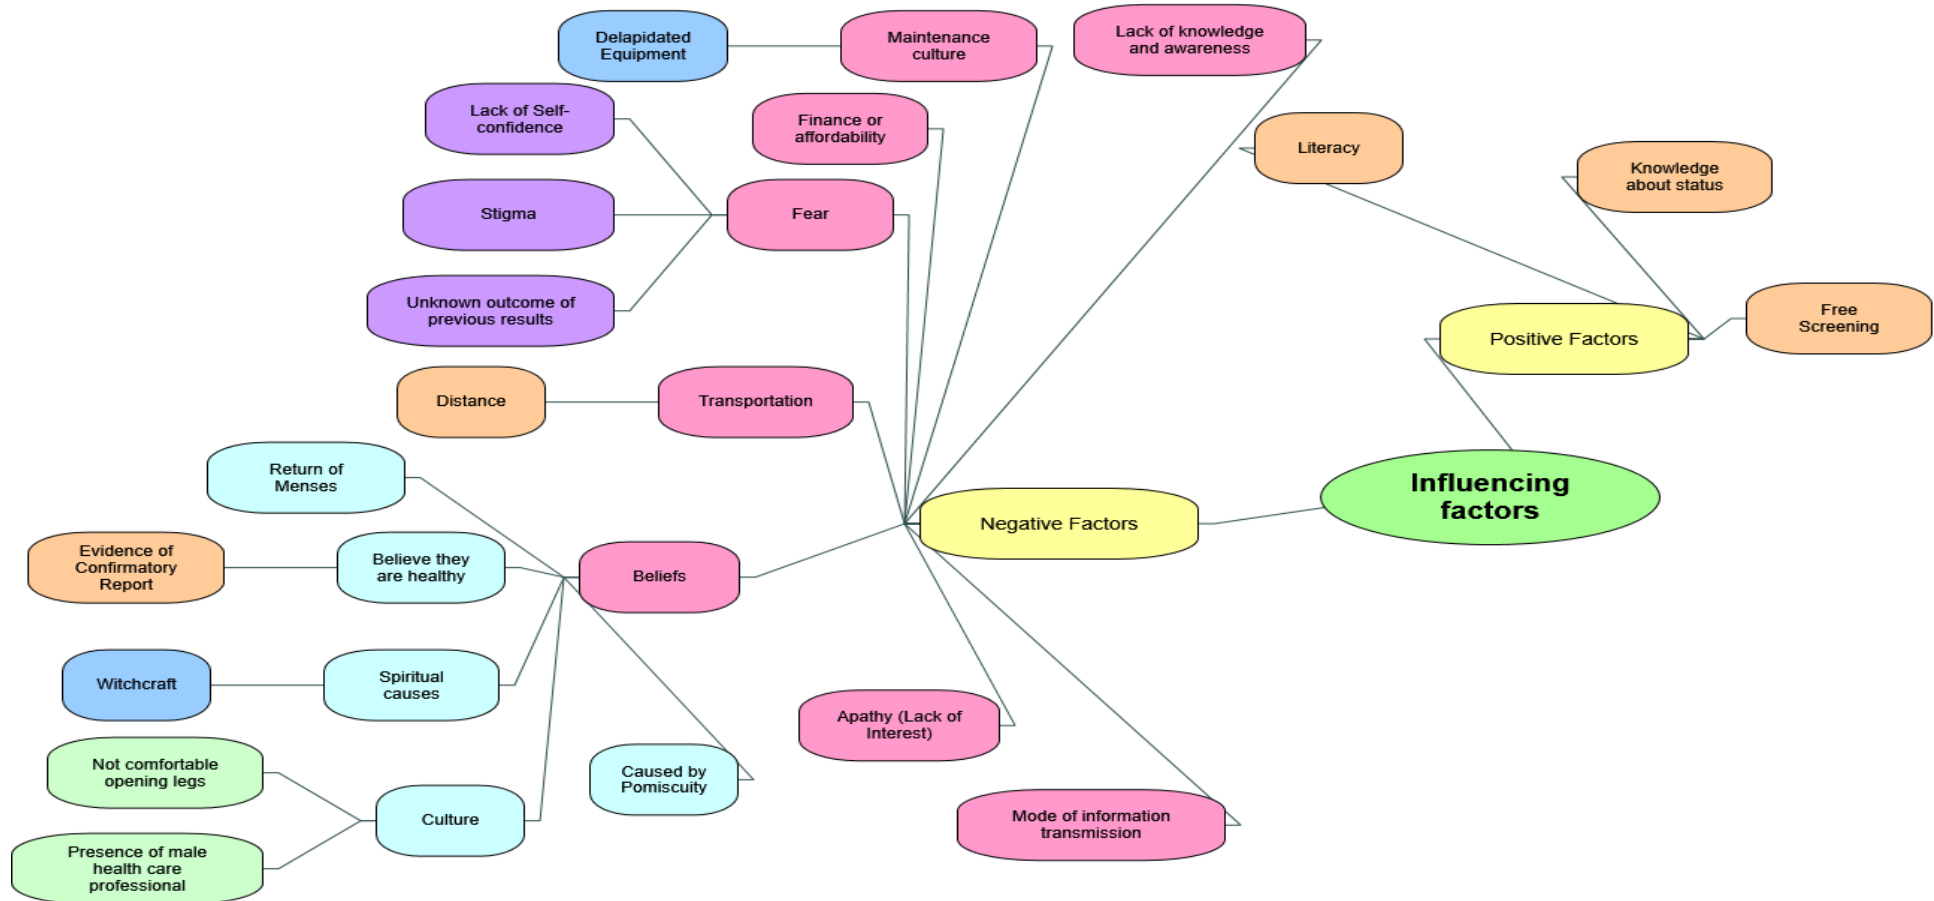 Delapidated
Equipment
Maintenance
culture
Lack of knowledge
and awareness
Lack of Self-
confidence
Finance or
affordability
Literacy
Knowledge
about status
Stigma
Fear
Unknown outcome of
previous results
Free
Screening
Positive Factors
Distance
Transportation
Return of
Menses
Influencing
factors
Negative Factors
Evidence of
Confirmatory
Report
Believe they
are healthy
Beliefs
Witchcraft
Spiritual
causes
Apathy (Lack of
Interest)
Not comfortable
opening legs
Caused by
Pomiscuity
Culture
Mode of information
transmission
Presence of male
health care
professional